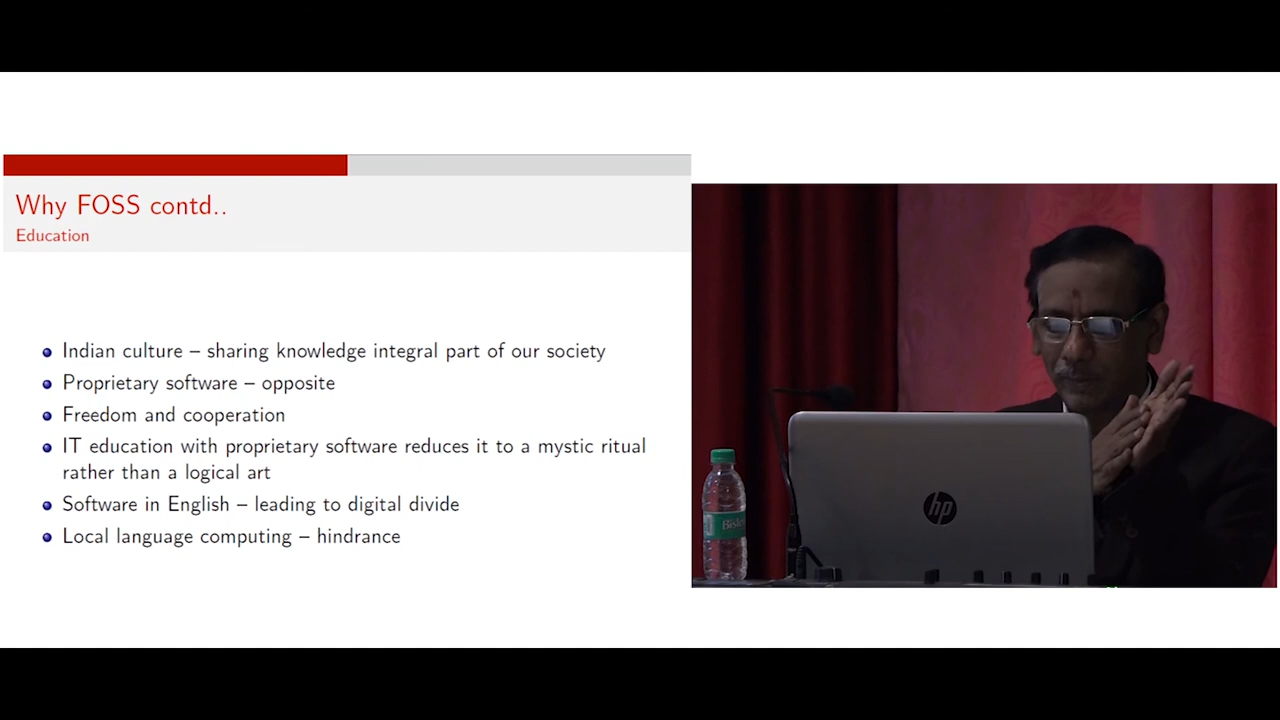 Why FOSS contd..
Education
Indian culture – sharing knowledge integral part of our society
Proprietary software – opposite
Freedom and cooperation
IT education with proprietary software reduces it to a mystic ritual
rather than a logical art
Software in English – leading to digital divide
Local language computing – hindrance
hp